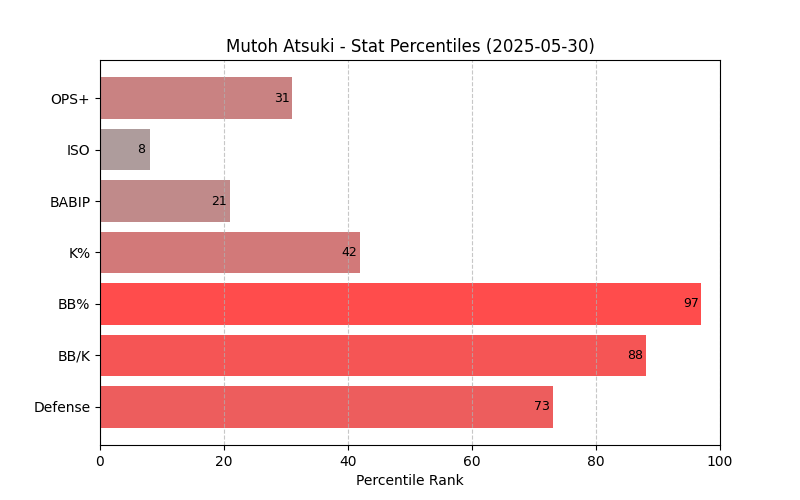 Mutoh Atsuki - Stat Percentiles (2025-05-30)
OPS+ 31
ISO 8
BABIP 21
K% 42
BB% 97
BB/K 88
Defense 73
0 20 40 60 80 100
Percentile Rank